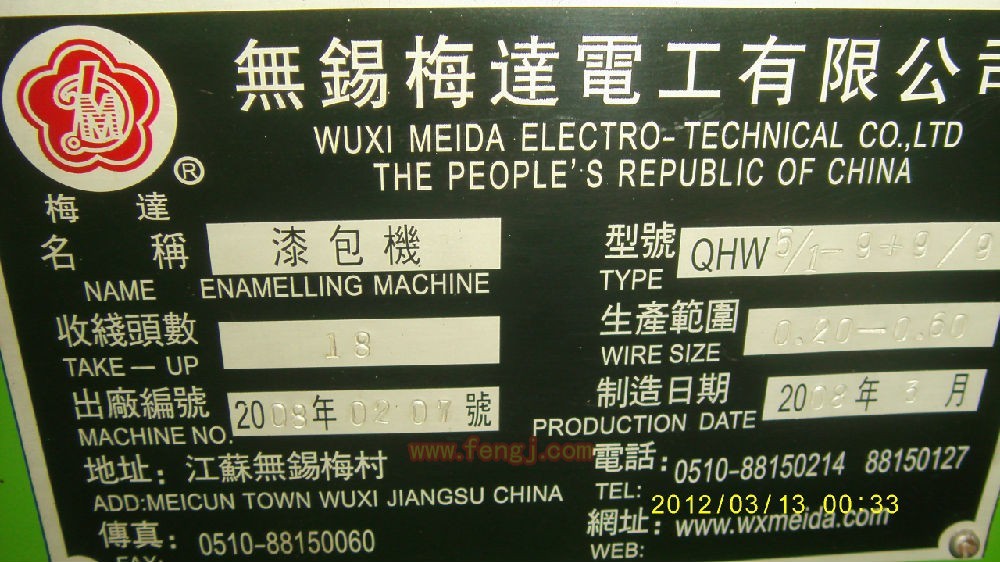 無錫梅達電工有限公司
WUXI MEIDA ELECTRO-TECHNICAL CO.,LTD
THE PEOPLE'S REPUBLIC OF CHINA
®
梅 達
名 稱 漆包機
NAME ENAMELLING MACHINE
型號 QHW 5/1-9+9/9
TYPE
收綫頭數 18
TAKE-UP
生產範圍 0.20-0.60
WIRE SIZE
出廠編號 2008年 02 07 號
MACHINE NO.
制造日期 2008年 3 月
PRODUCTION DATE
www.fengj.com
地址: 江蘇無錫梅村
ADD:MEICUN TOWN WUXI JIANGSU CHINA
電話: 0510-88150214 88150127
TEL:
2012/03/13 00:33
傳真: 0510-88150060
FAX:
網址: www.wxmeida.com
WEB: